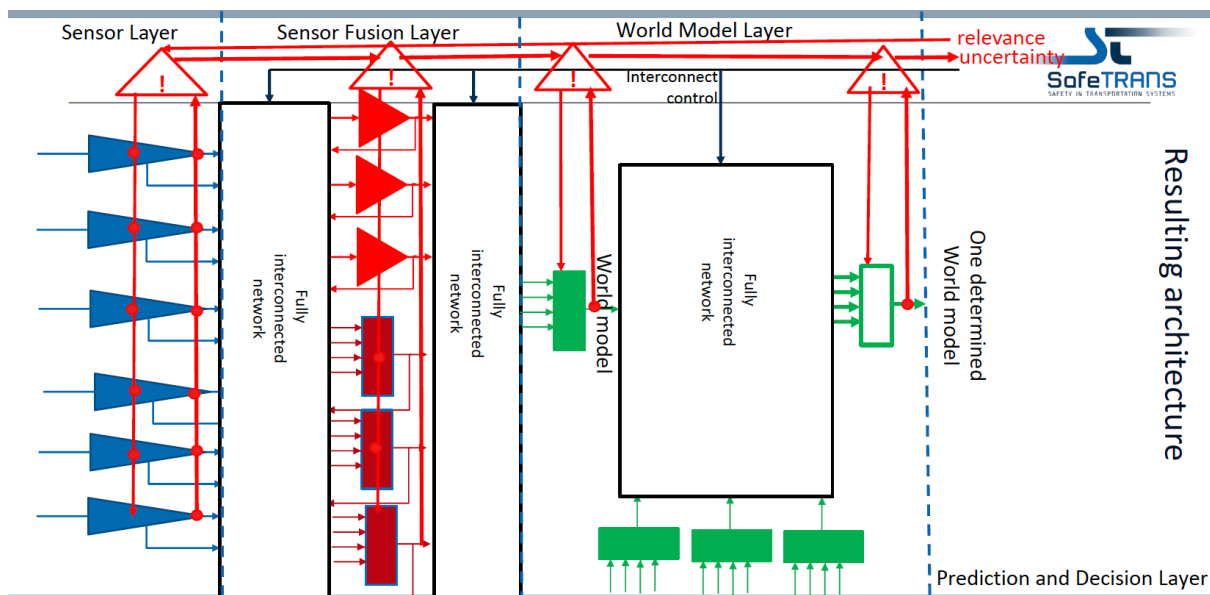 Sensor Layer
Sensor Fusion Layer
World Model Layer
relevance
uncertainty
SafeTRANS
SAFETY IN TRANSPORTATION SYSTEMS
!
!
!
!
Interconnect
control
Fully
interconnected
network
Fully
interconnected
network
World model
Fully
interconnected
network
One determined
World model
Resulting architecture
Prediction and Decision Layer